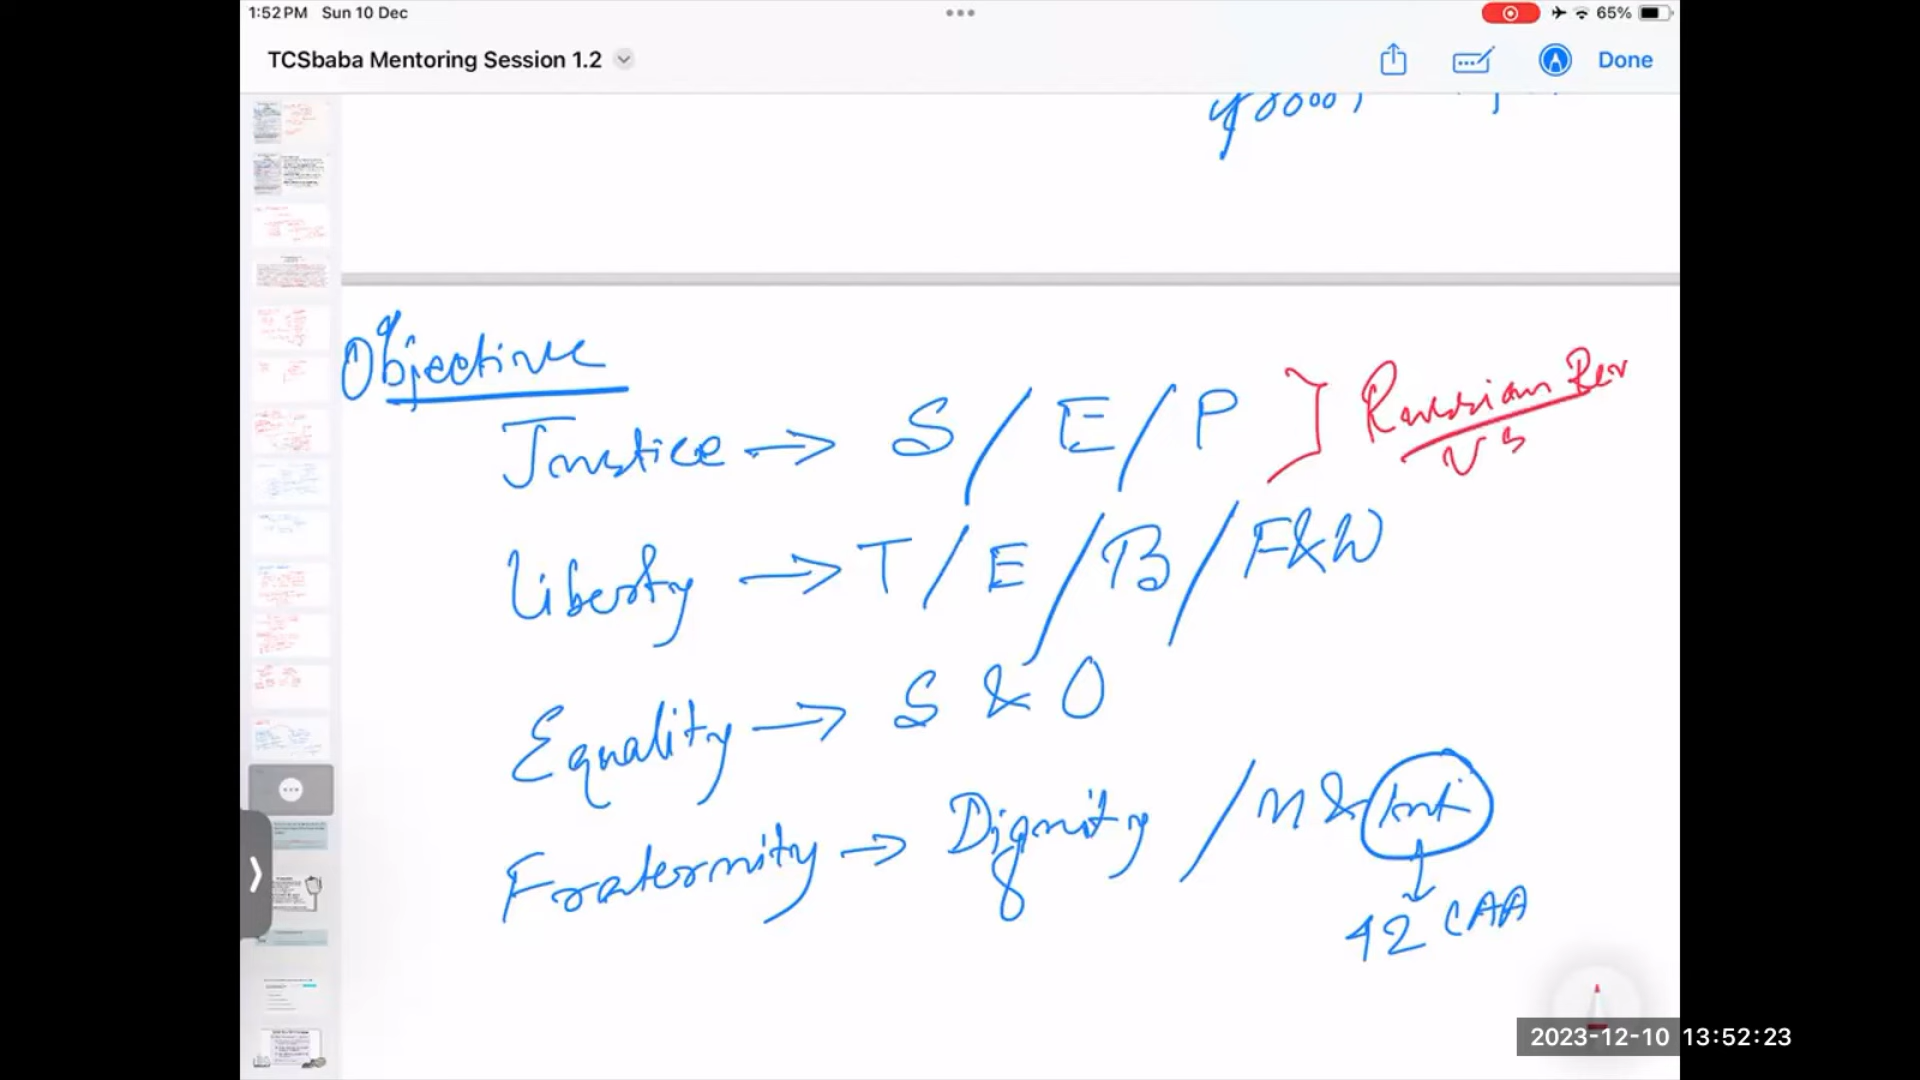 1:52 PM Sun 10 Dec
65%
TCSbaba Mentoring Session 1.2
Done
Objective
Justice → S / E / P
Russian Rev
Liberty → T / E / B / F&W
Equality → S & O
Fraternity → Dignity / U & Int
42 CAA
2023-12-10 13:52:23